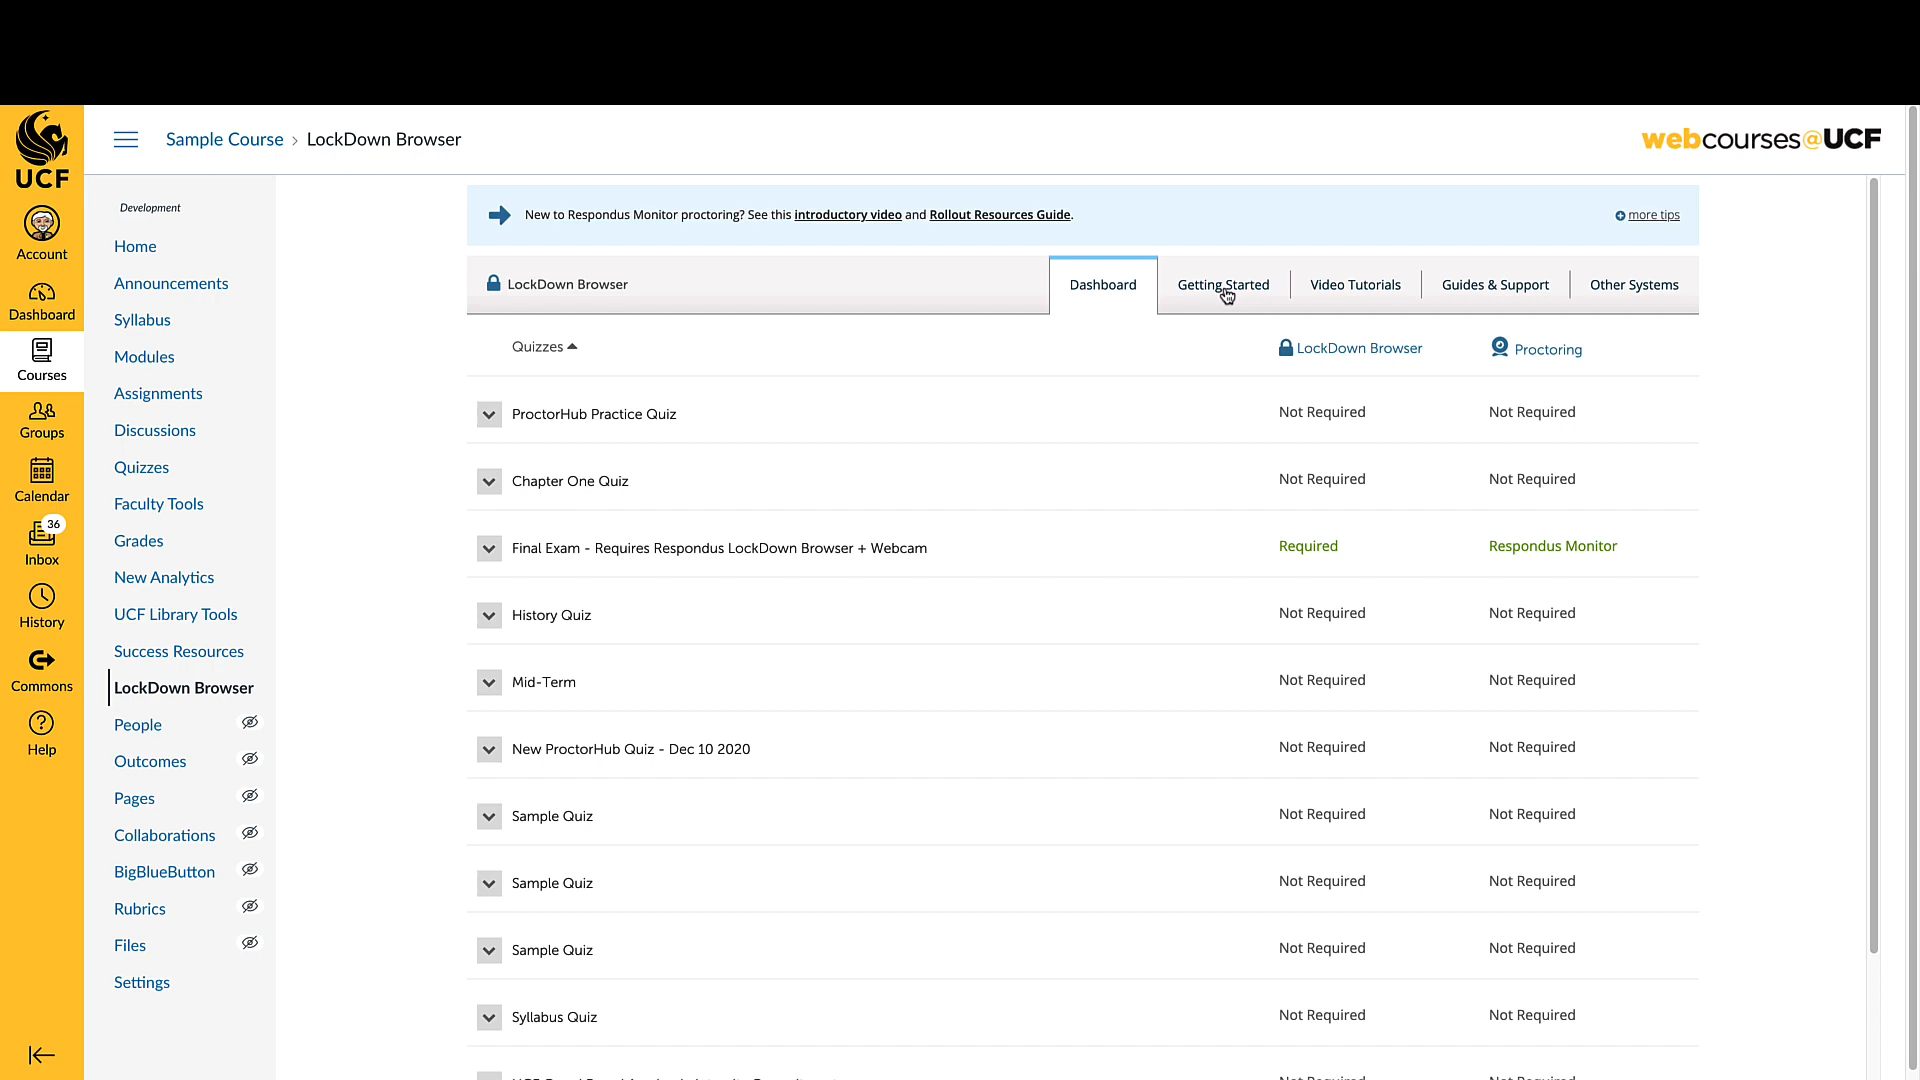 UCF
Account
Dashboard
Courses
Groups
Calendar
36
Inbox
History
Commons
Help
Sample Course › LockDown Browser
webcourses@UCF
Development
Home
Announcements
Syllabus
Modules
Assignments
Discussions
Quizzes
Faculty Tools
Grades
New Analytics
UCF Library Tools
Success Resources
LockDown Browser
People
Outcomes
Pages
Collaborations
BigBlueButton
Rubrics
Files
Settings
New to Respondus Monitor proctoring? See this introductory video and Rollout Resources Guide.
more tips
LockDown Browser
Dashboard
Getting Started
Video Tutorials
Guides & Support
Other Systems
Quizzes LockDown Browser Proctoring
ProctorHub Practice Quiz Not Required Not Required
Chapter One Quiz Not Required Not Required
Final Exam - Requires Respondus LockDown Browser + Webcam Required Respondus Monitor
History Quiz Not Required Not Required
Mid-Term Not Required Not Required
New ProctorHub Quiz - Dec 10 2020 Not Required Not Required
Sample Quiz Not Required Not Required
Sample Quiz Not Required Not Required
Sample Quiz Not Required Not Required
Syllabus Quiz Not Required Not Required